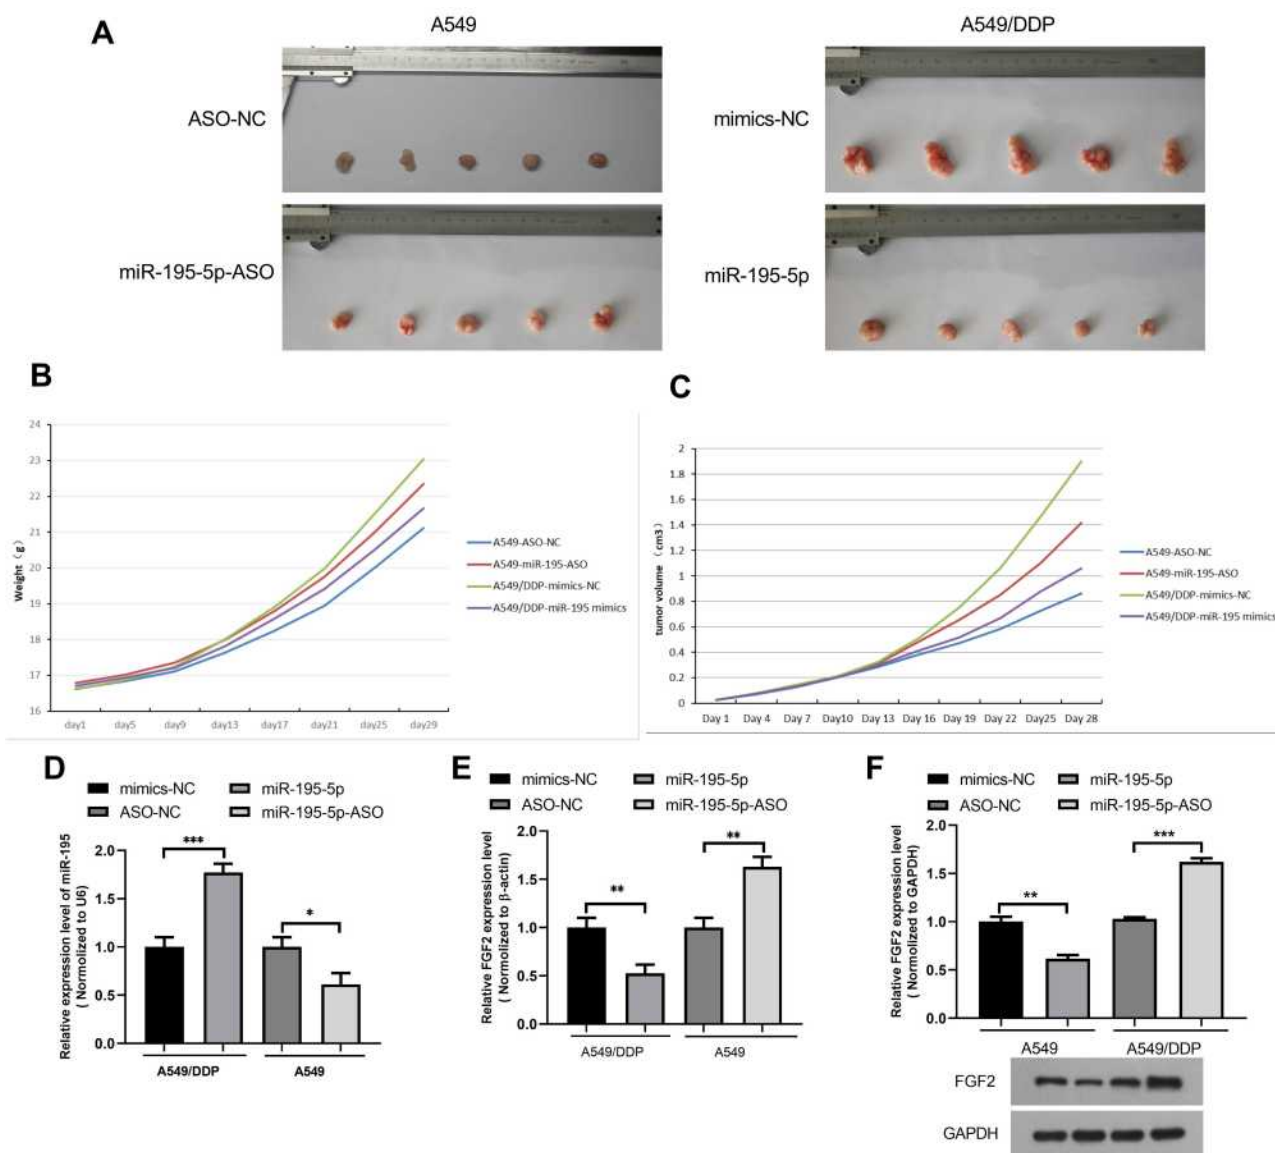 A
A549
A549/DDP
ASO-NC
mimics-NC
miR-195-5p-ASO
miR-195-5p
B
Weight（g）
24
23
22
21
20
19
18
17
16
day1 day5 day9 day13 day17 day21 day25 day29
A549-ASO-NC
A549-miR-195-ASO
A549/DDP-mimics-NC
A549/DDP-miR-195 mimics
C
tumor volume（cm3）
2
1.8
1.6
1.4
1.2
1
0.8
0.6
0.4
0.2
0
Day 1 Day 4 Day 7 Day10 Day 13 Day 16 Day 19 Day 22 Day25 Day 28
A549-ASO-NC
A549-miR-195-ASO
A549/DDP-mimics-NC
A549/DDP-miR-195 mimics
D
mimics-NC miR-195-5p
ASO-NC miR-195-5p-ASO
Relative expression level of miR-195
( Normolized to U6)
2.0
1.5
1.0
0.5
0.0
***
*
A549/DDP A549
E
mimics-NC miR-195-5p
ASO-NC miR-195-5p-ASO
Relative FGF2 expression level
( Normolized to β-actin)
2.0
1.5
1.0
0.5
0.0
**
**
A549/DDP A549
F
mimics-NC miR-195-5p
ASO-NC miR-195-5p-ASO
Relative FGF2 expression level
( Normolized to GAPDH)
2.0
1.5
1.0
0.5
0.0
**
***
A549 A549/DDP
FGF2
GAPDH